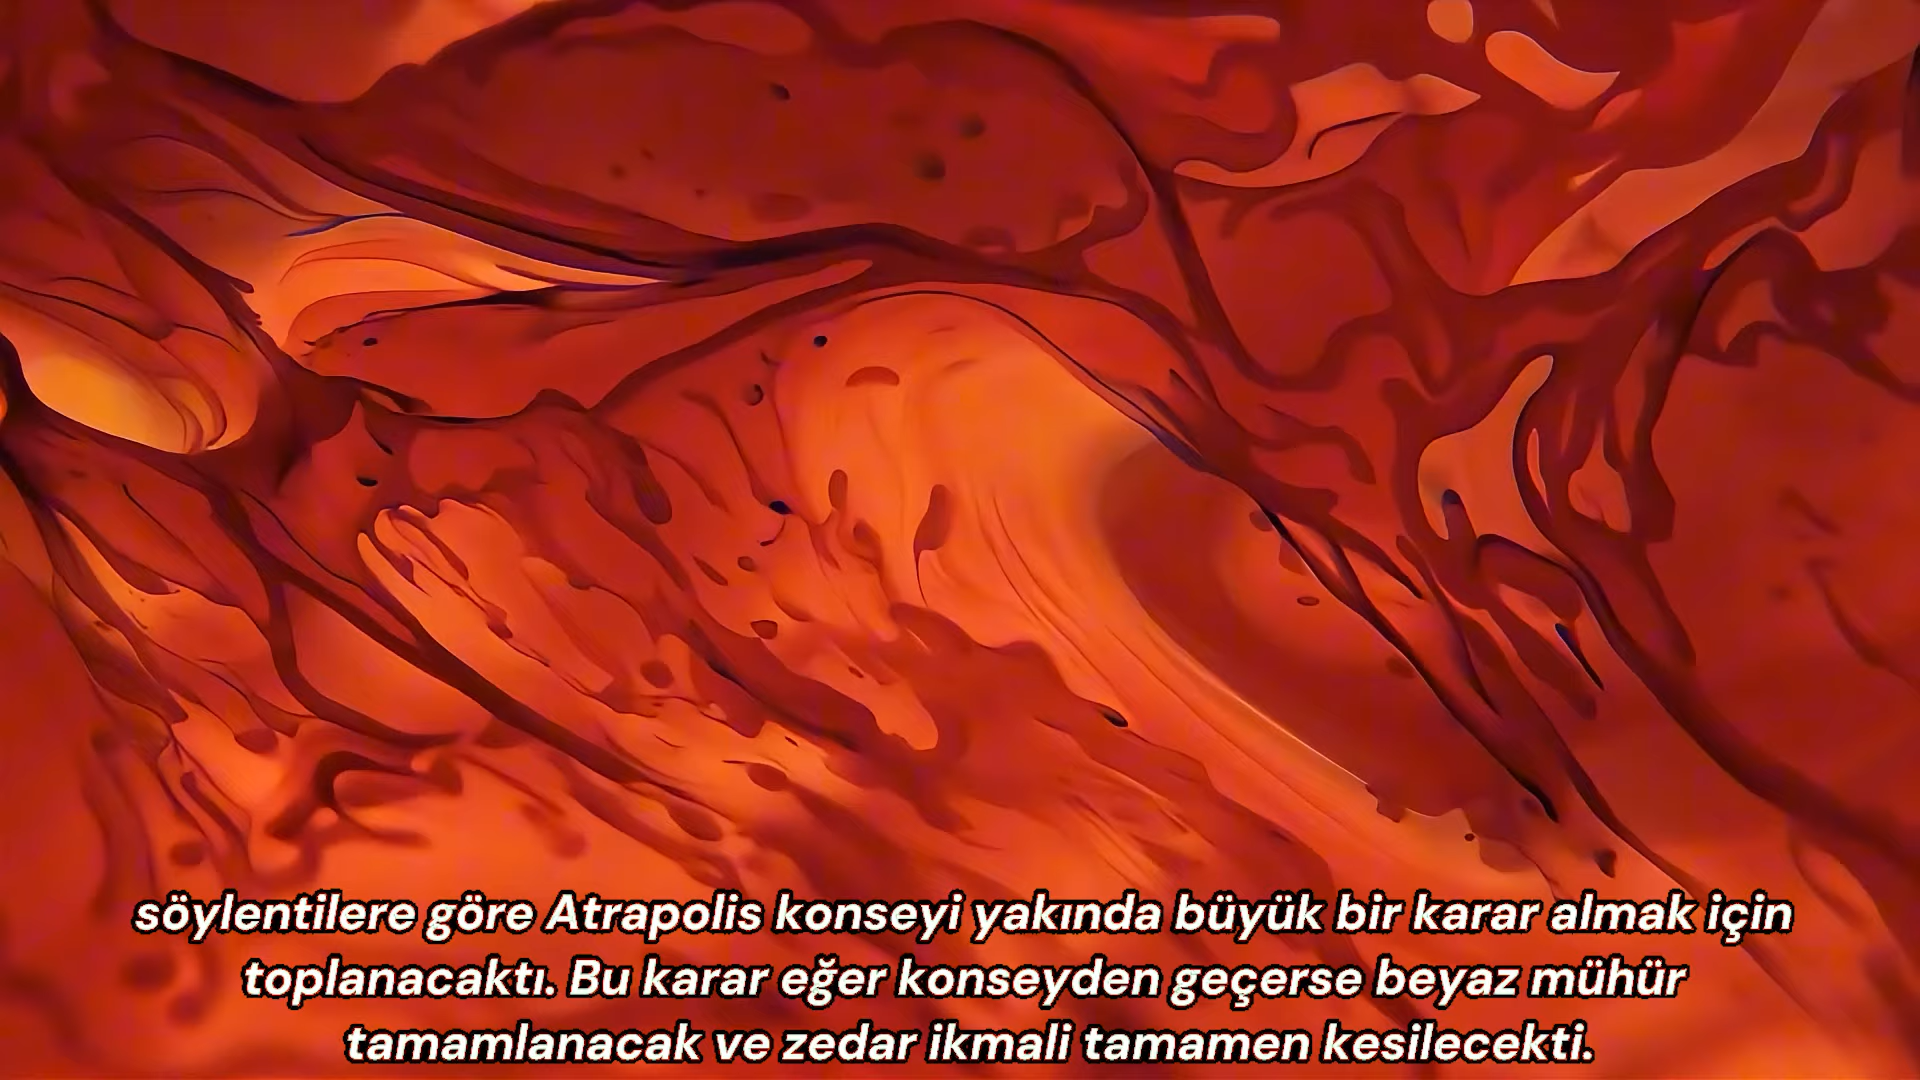 söylentilere göre Atrapolis konseyi yakında büyük bir karar almak için
toplanacaktı. Bu karar eğer konseyden geçerse beyaz mühür
tamamlanacak ve zedar ikmali tamamen kesilecekti.